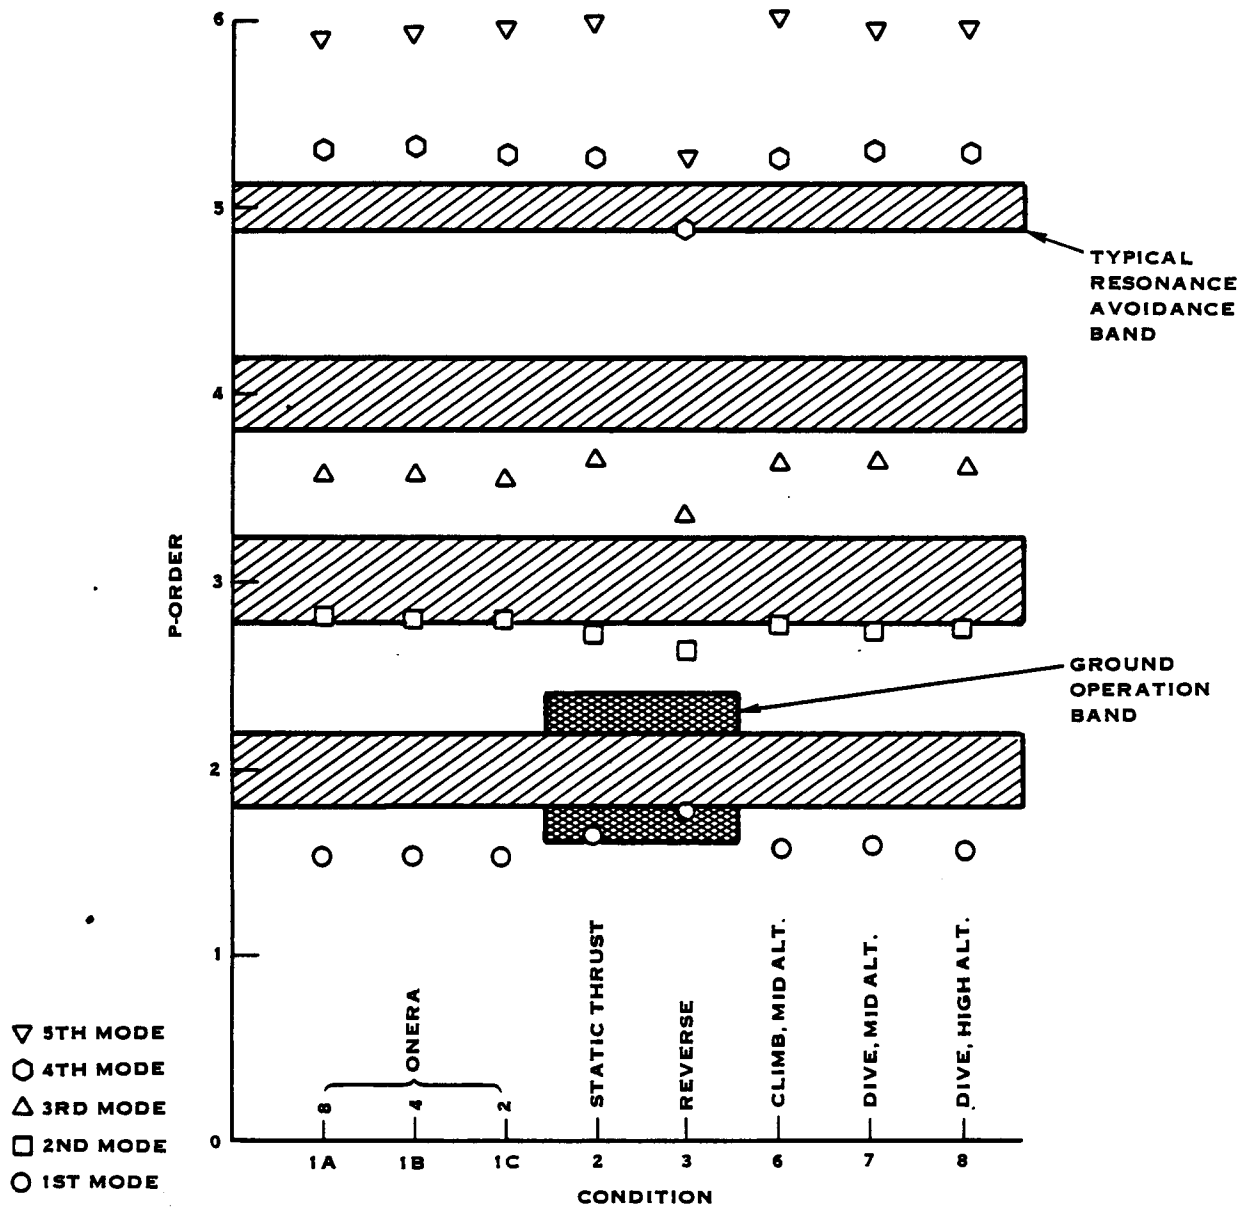 6
5
4
3
2
1
0
P-ORDER
TYPICAL
RESONANCE
AVOIDANCE
BAND
GROUND
OPERATION
BAND
5TH MODE
4TH MODE
3RD MODE
2ND MODE
1ST MODE
ONERA
8
4
2
STATIC THRUST
REVERSE
CLIMB, MID ALT.
DIVE, MID ALT.
DIVE, HIGH ALT.
1A 1B 1C 2 3 6 7 8
CONDITION